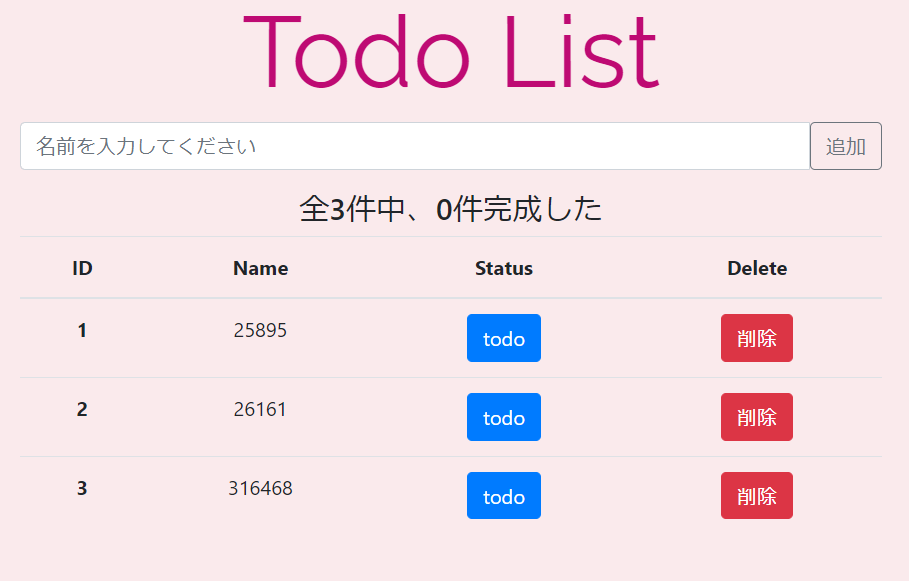 Todo List
名前を入力してください 追加
全3件中、0件完成した
ID Name Status Delete
1 25895 todo 削除
2 26161 todo 削除
3 316468 todo 削除